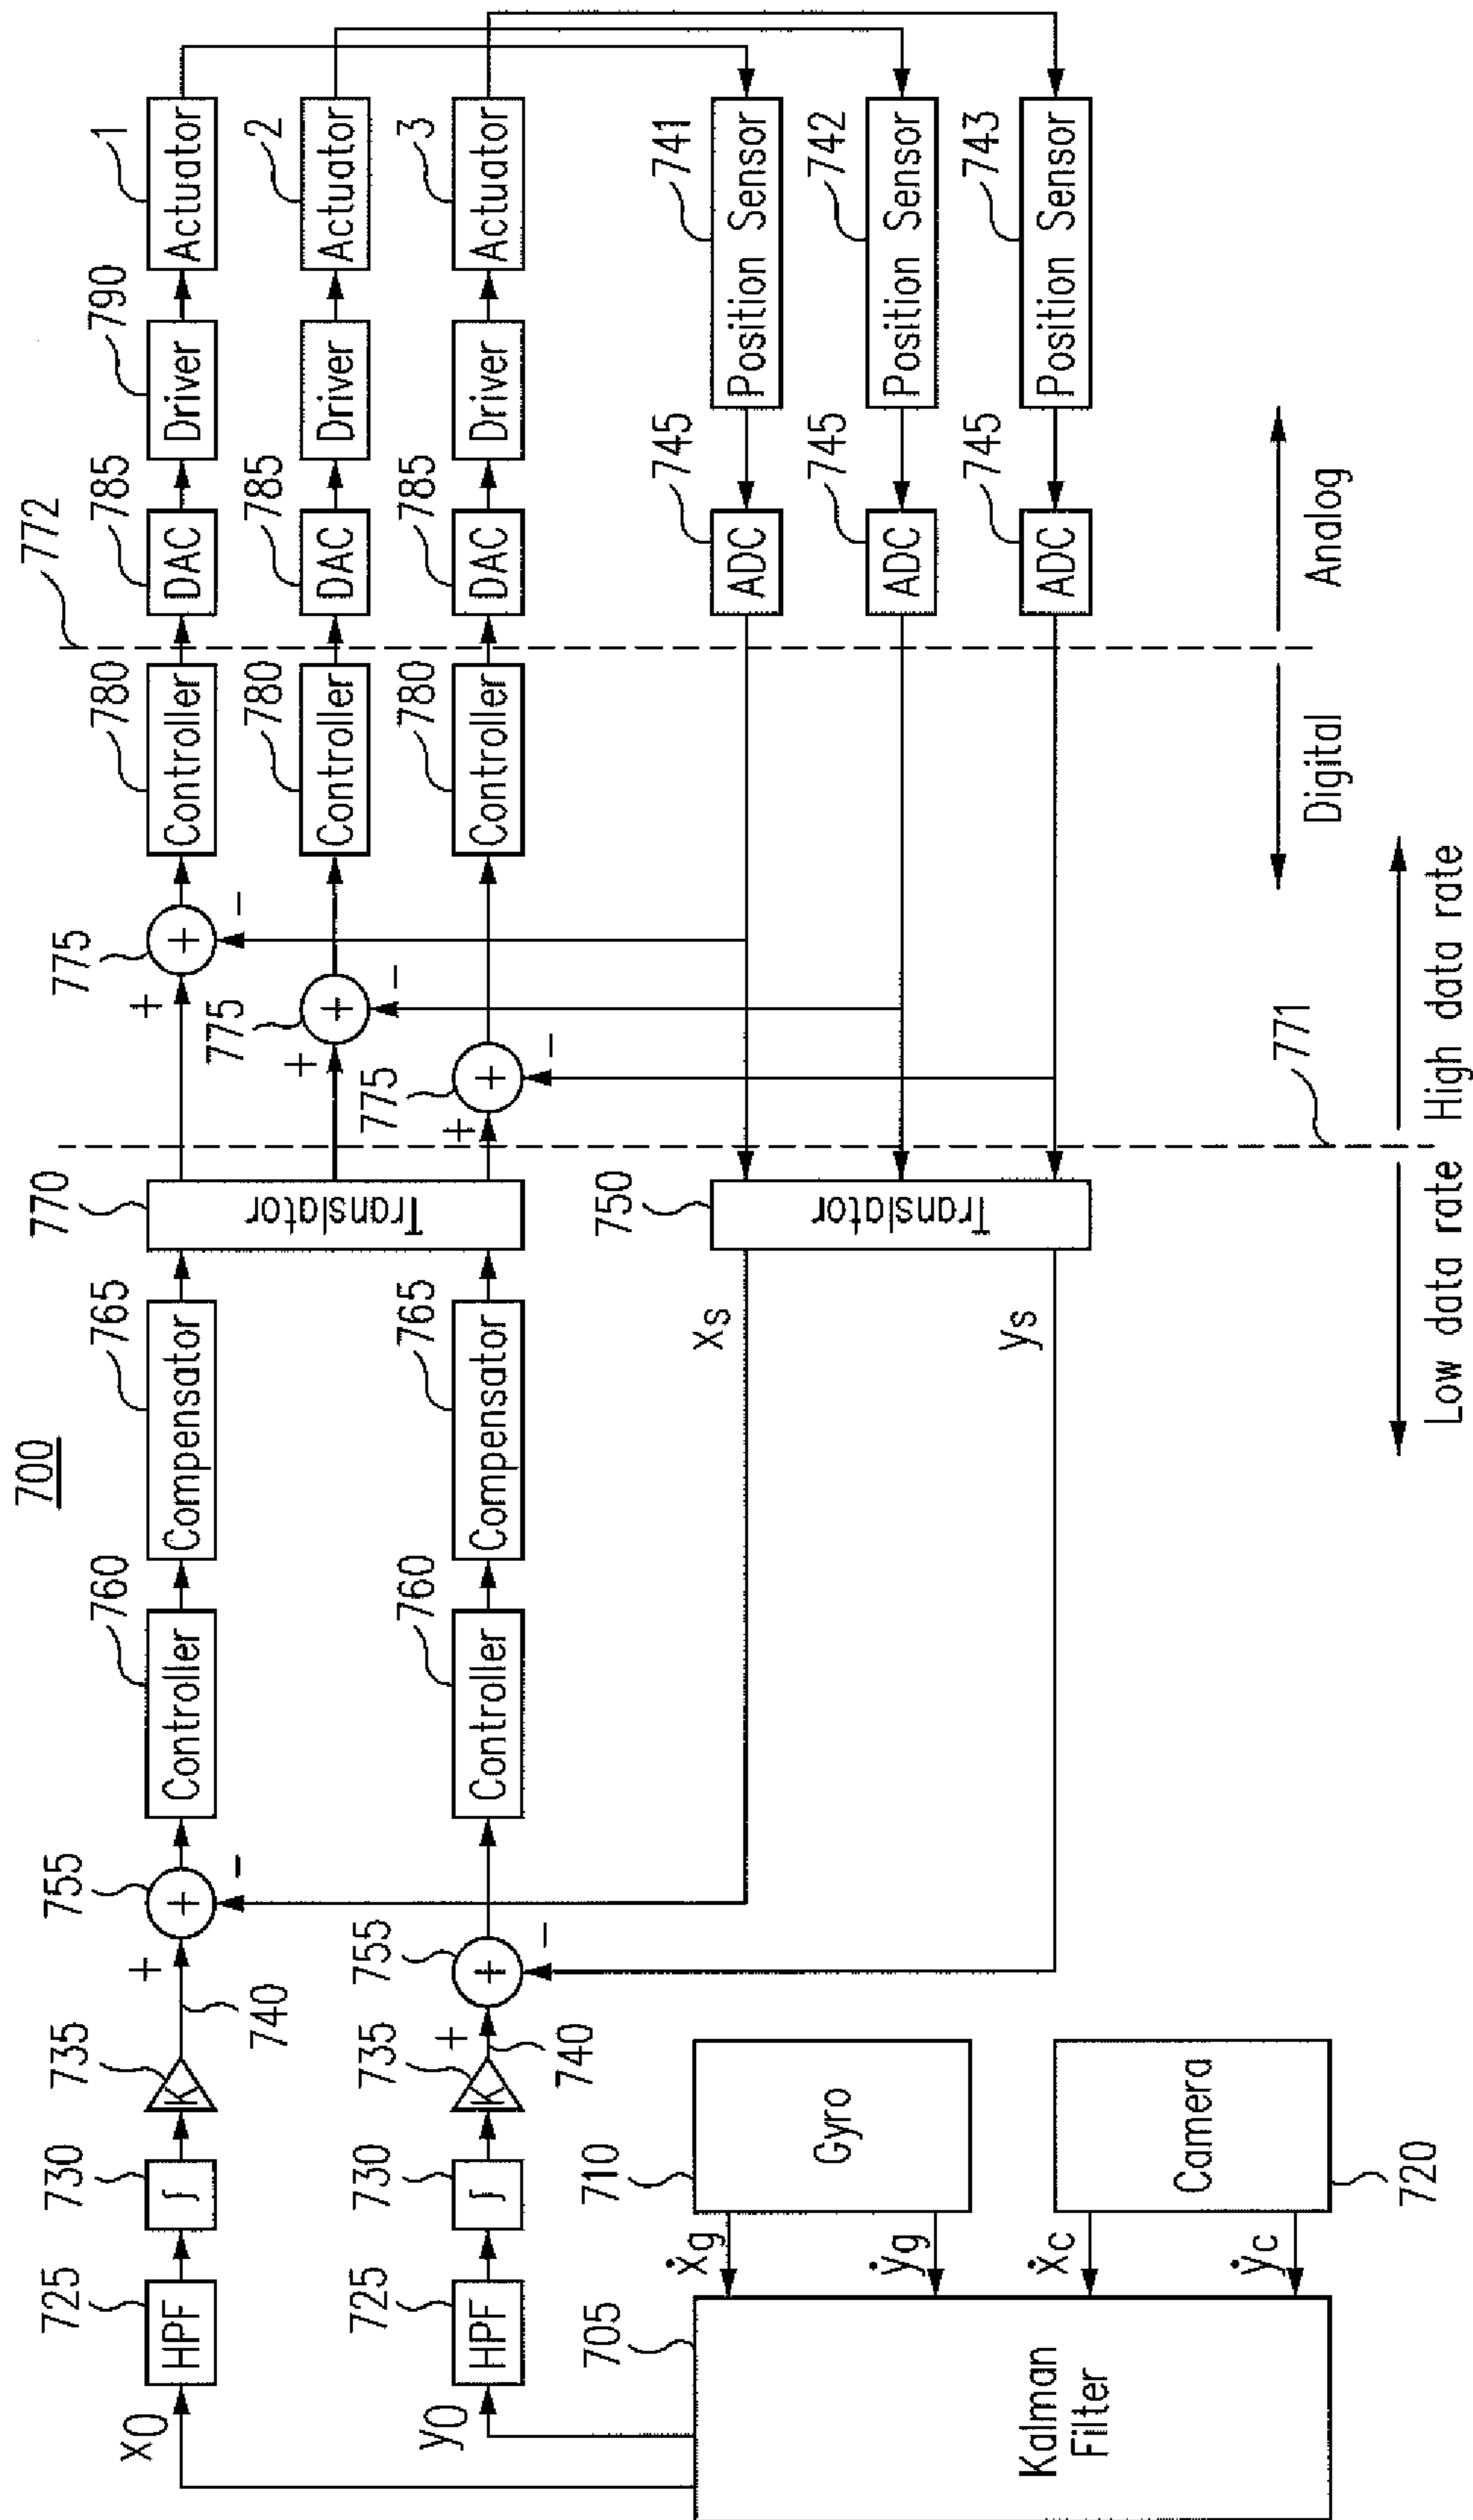 700
772
785
790
1
780
775
+
−
+
Controller
DAC
Driver
Actuator
755
760
765
770
+
−
+
Controller
Compensator
Translator
725
730
735
740
x0
HPF
∫
K
785
2
780
775
+
−
+
Controller
DAC
Driver
Actuator
785
3
780
775
+
−
+
Controller
DAC
Driver
Actuator
725
730
735
740
755
760
765
y0
HPF
∫
K
+
−
+
Controller
Compensator
705
710
750
745
741
ẋg
ẏg
Gyro
xs
Translator
ADC
Position Sensor
745
742
ADC
Position Sensor
745
743
ys
ADC
Position Sensor
Kalman
Filter
ẋc
ẏc
Camera
720
771
Digital
Analog
Low data rate
High data rate